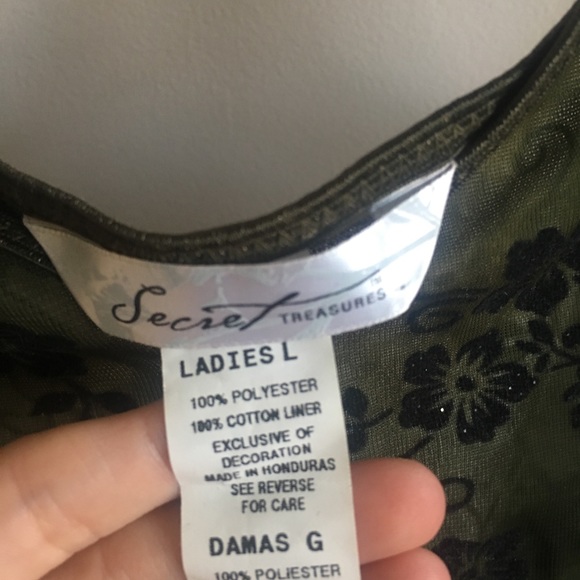 Secret TREASURES™
LADIES L
100% POLYESTER
100% COTTON LINER
EXCLUSIVE OF
DECORATION
MADE IN HONDURAS
SEE REVERSE
FOR CARE
DAMAS G
100% POLIESTER